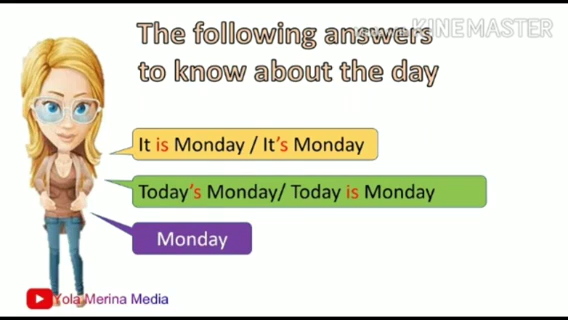 The following answers
KINEMASTER
to know about the day
It is Monday / It's Monday
Today's Monday/ Today is Monday
Monday
Yola Merina Media